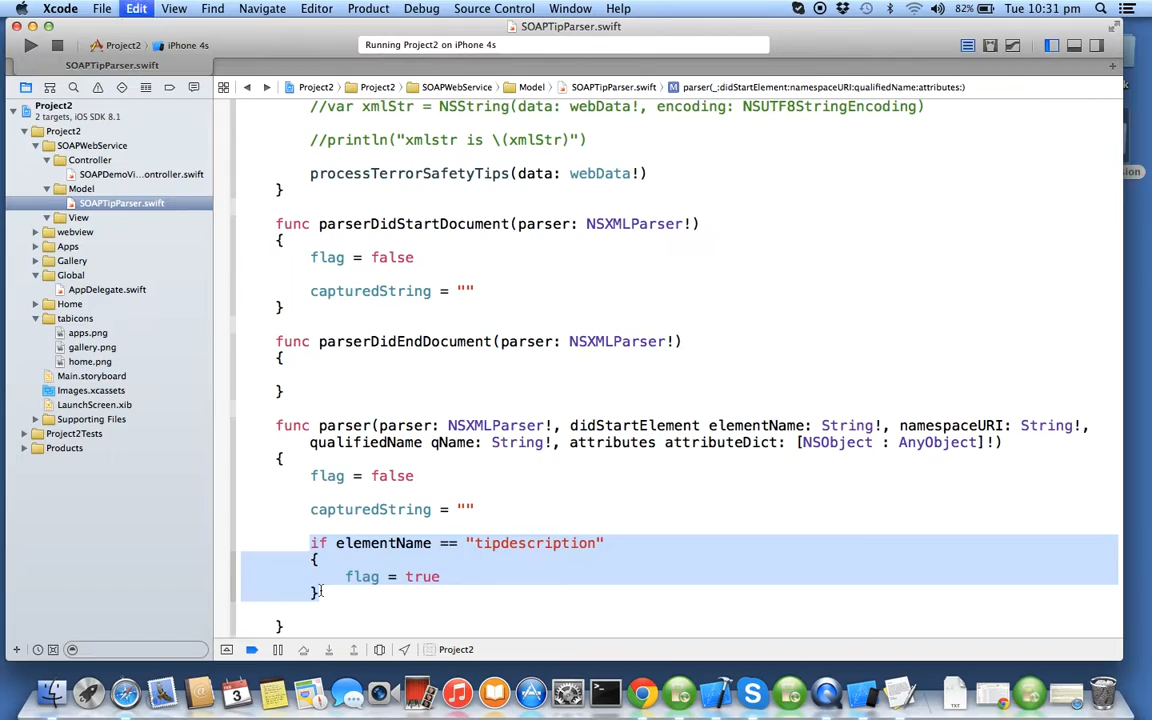 Xcode File Edit View Find Navigate Editor Product Debug Source Control Window Help 82% Tue 10:31 pm
SOAPTipParser.swift
Project2 iPhone 4s Running Project2 on iPhone 4s
SOAPTipParser.swift
Project2 Project2 SOAPWebService Model SOAPTipParser.swift M parser(_:didStartElement:namespaceURI:qualifiedName:attributes:)
Project2
2 targets, iOS SDK 8.1
Project2
SOAPWebService
Controller
SOAPDemoVi...ontroller.swift
Model
SOAPTipParser.swift
View
webview
Apps
Gallery
Global
AppDelegate.swift
Home
tabicons
apps.png
gallery.png
home.png
Main.storyboard
Images.xcassets
LaunchScreen.xib
Supporting Files
Project2Tests
Products
//var xmlStr = NSString(data: webData!, encoding: NSUTF8StringEncoding)
//println("xmlstr is \(xmlStr)")
processTerrorSafetyTips(data: webData!)
}
func parserDidStartDocument(parser: NSXMLParser!)
{
flag = false
capturedString = ""
}
func parserDidEndDocument(parser: NSXMLParser!)
{
}
func parser(parser: NSXMLParser!, didStartElement elementName: String!, namespaceURI: String!,
qualifiedName qName: String!, attributes attributeDict: [NSObject : AnyObject]!)
{
flag = false
capturedString = ""
if elementName == "tipdescription"
{
flag = true
}
}
Project2
sion
3
TXT